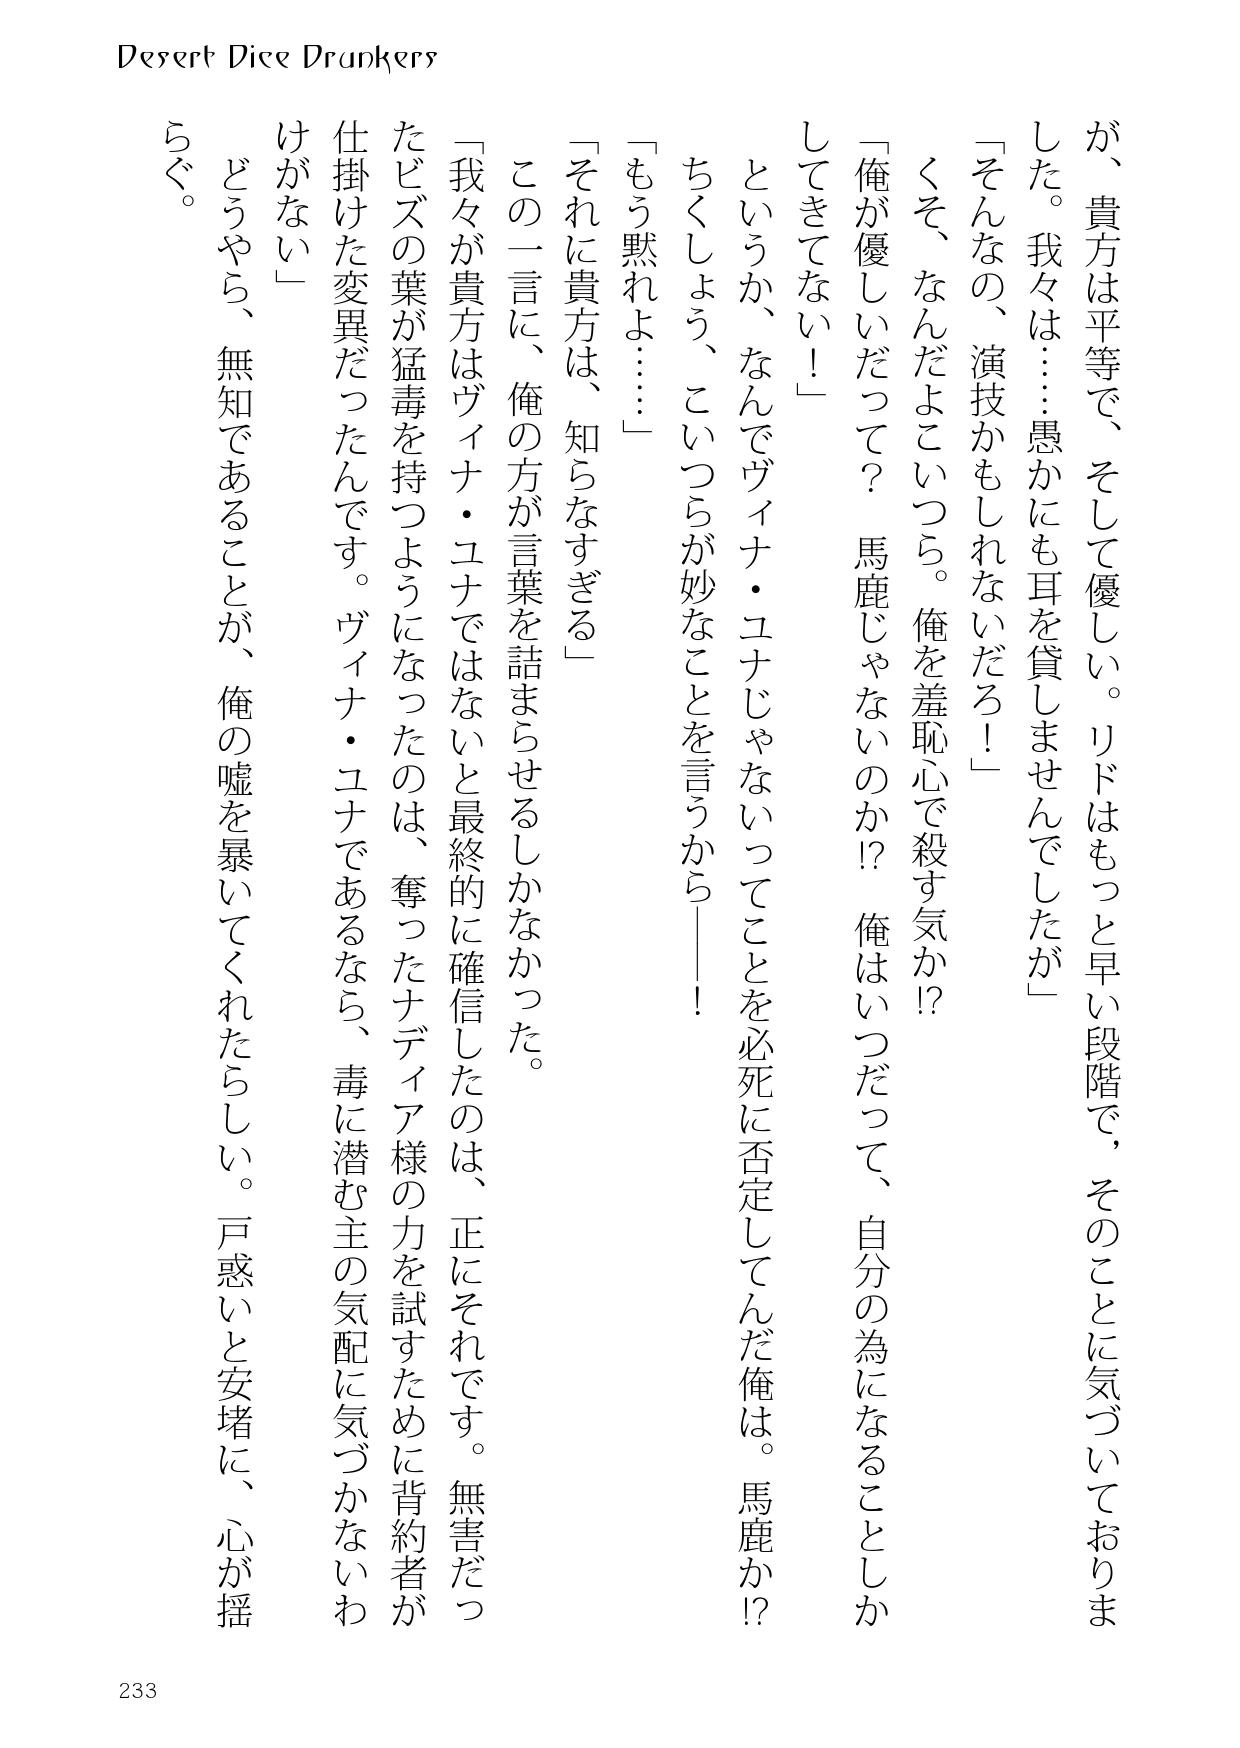 Desert Dice Drunkers
が、貴方は平等で、そして優しい。リドはもっと早い段階で、そのことに気づいておりま
した。我々は……愚かにも耳を貸しませんでしたが」
「そんなの、演技かもしれないだろ！」
くそ、なんだよこいつら。俺を羞恥心で殺す気か⁉
「俺が優しいだって？　馬鹿じゃないのか⁉　俺はいつだって、自分の為になることしか
してきてない！」
というか、なんでヴィナ・ユナじゃないってことを必死に否定してんだ俺は。馬鹿か⁉
ちくしょう、こいつらが妙なことを言うから――！
「もう黙れよ……」
「それに貴方は、知らなすぎる」
この一言に、俺の方が言葉を詰まらせるしかなかった。
「我々が貴方はヴィナ・ユナではないと最終的に確信したのは、正にそれです。無害だっ
たビズの葉が猛毒を持つようになったのは、奪ったナディア様の力を試すために背約者が
仕掛けた変異だったんです。ヴィナ・ユナであるなら、毒に潜む主の気配に気づかないわ
けがない」
どうやら、無知であることが、俺の嘘を暴いてくれたらしい。戸惑いと安堵に、心が揺
らぐ。
233